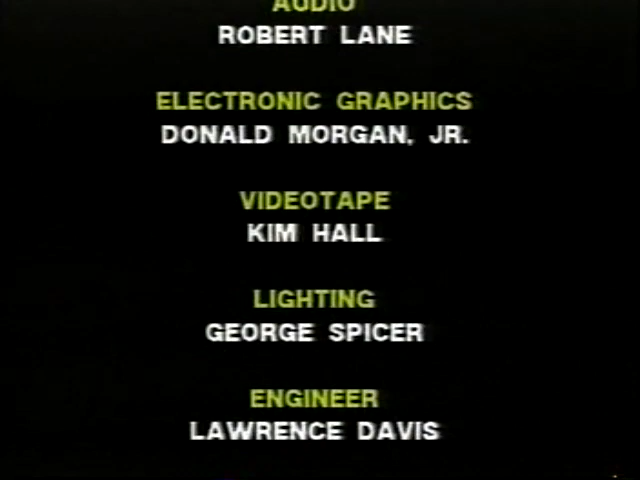 AUDIO
ROBERT LANE
ELECTRONIC GRAPHICS
DONALD MORGAN, JR.
VIDEOTAPE
KIM HALL
LIGHTING
GEORGE SPICER
ENGINEER
LAWRENCE DAVIS